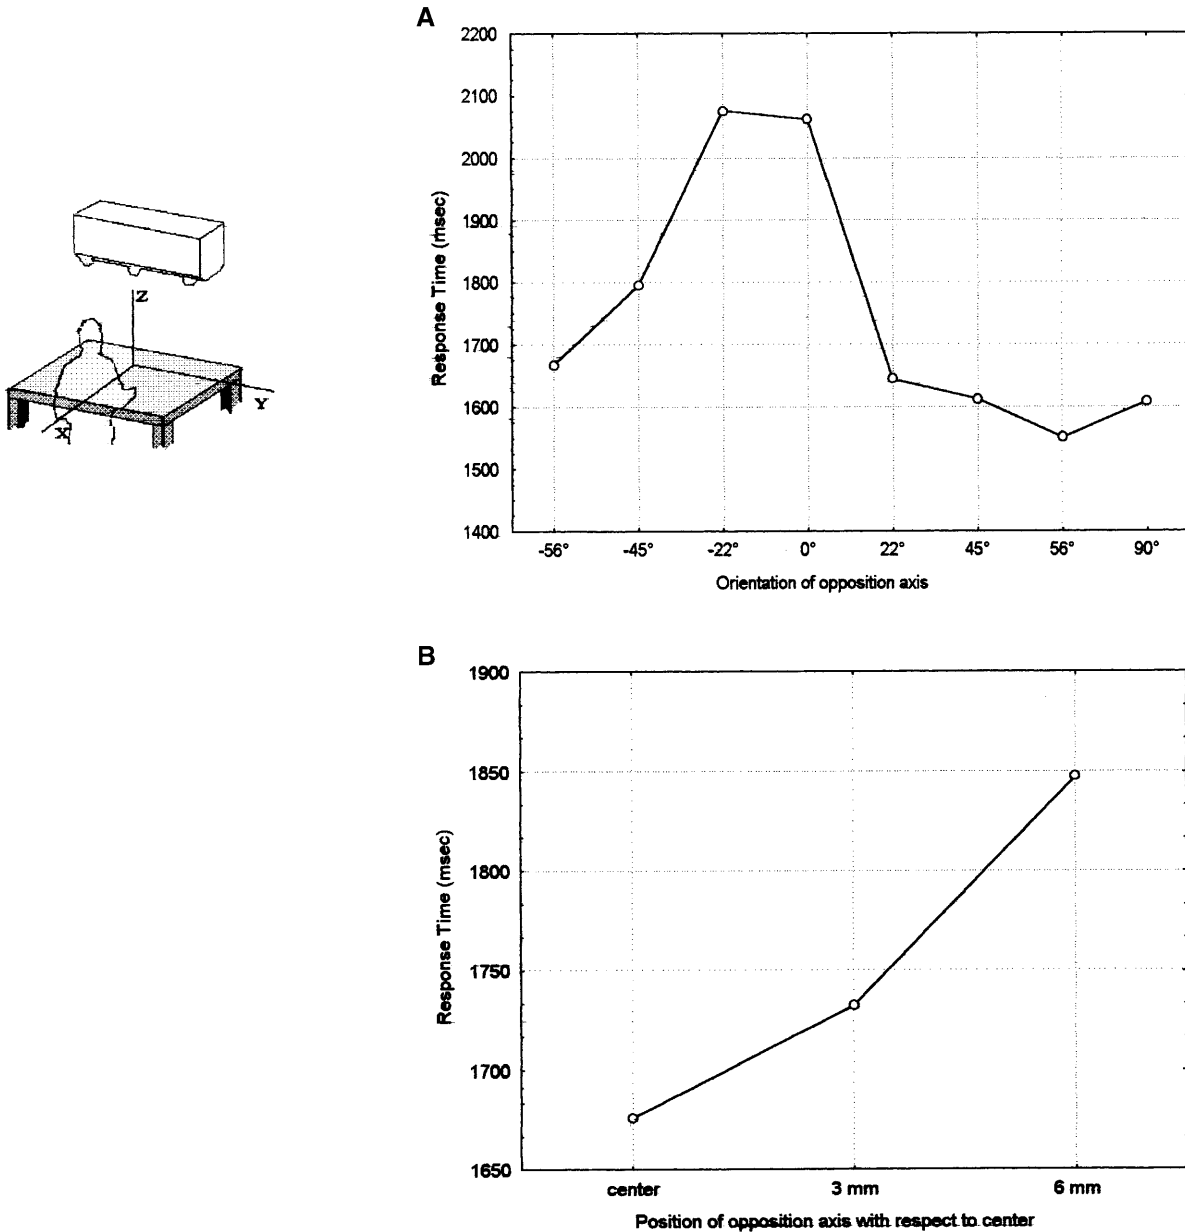 A
2200
2100
2000
1900
1800
1700
1600
1500
1400
Response Time (msec)
-56° -45° -22° 0° 22° 45° 56° 90°
Orientation of opposition axis
Z
Y
X
B
1900
1850
1800
1750
1700
1650
Response Time (msec)
center 3 mm 6 mm
Position of opposition axis with respect to center